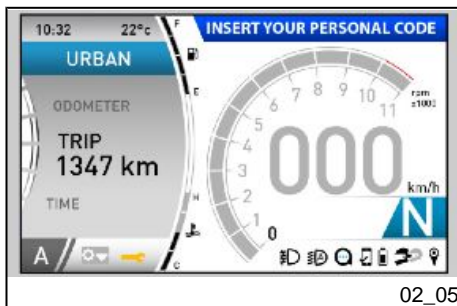 10:32 22°c
INSERT YOUR PERSONAL CODE
URBAN
F
E
ODOMETER
TRIP
1347 km
TIME
H
C
A
0
1
2
3
4
5
6
7
8
9
10
11
rpm
x1000
000
km/h
N
02_05